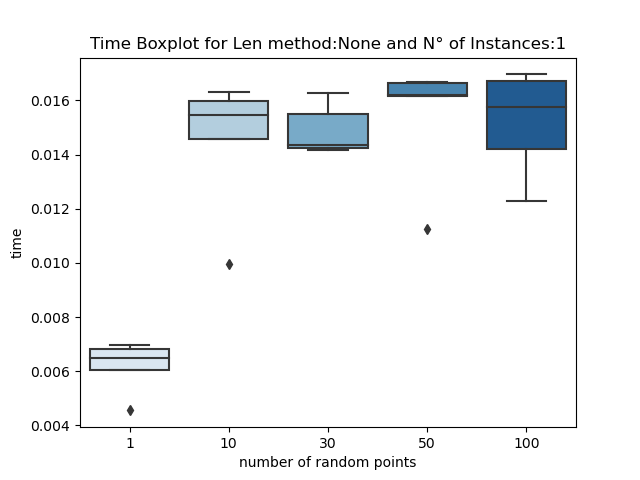 Time Boxplot for Len method:None and N° of Instances:1
0.016
0.014
0.012
0.010
0.008
0.006
0.004
time
1 10 30 50 100
number of random points